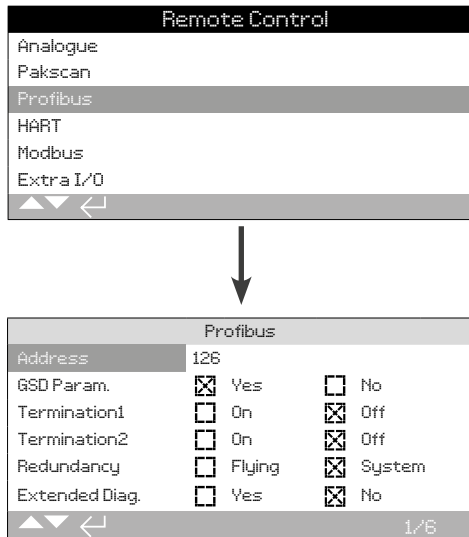 Remote Control
Analogue
Pakscan
Profibus
HART
Modbus
Extra I/O
Profibus
Address 126
GSD Param. Yes No
Termination1 On Off
Termination2 On Off
Redundancy Flying System
Extended Diag. Yes No
1/6